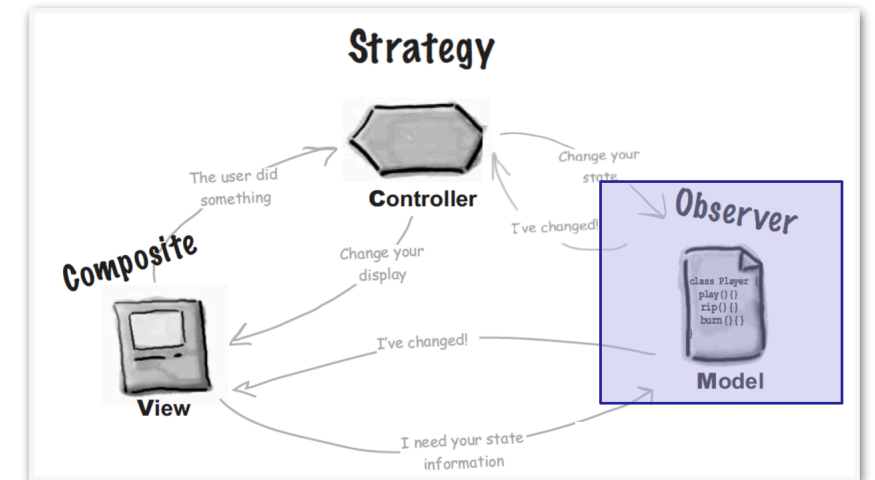 Strategy
The user did
something
Controller
Change your
state
Observer
I've changed!
Composite
Change your
display
class Player {
play(){}
rip(){}
burn(){}
}
I've changed!
Model
View
I need your state
information